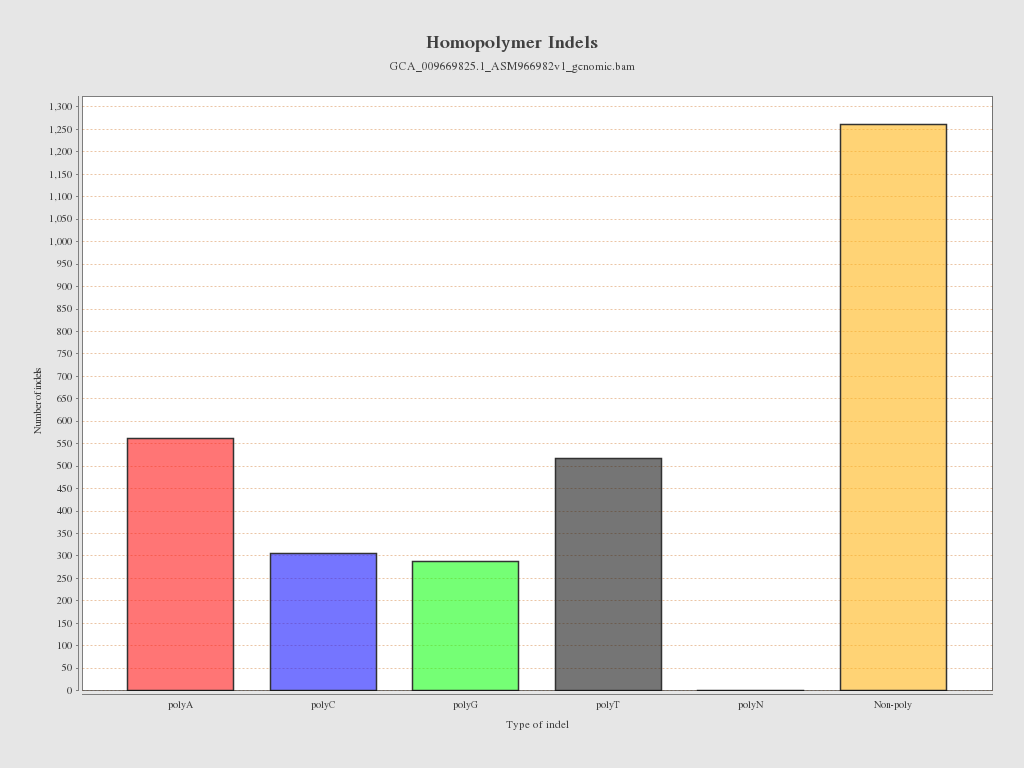 Homopolymer Indels
GCA_009669825.1_ASM966982v1_genomic.bam
1,300
1,250
1,200
1,150
1,100
1,050
1,000
950
900
850
800
750
700
650
600
550
500
450
400
350
300
250
200
150
100
50
0
Number of indels
polyA
polyC
polyG
polyT
polyN
Non-poly
Type of indel